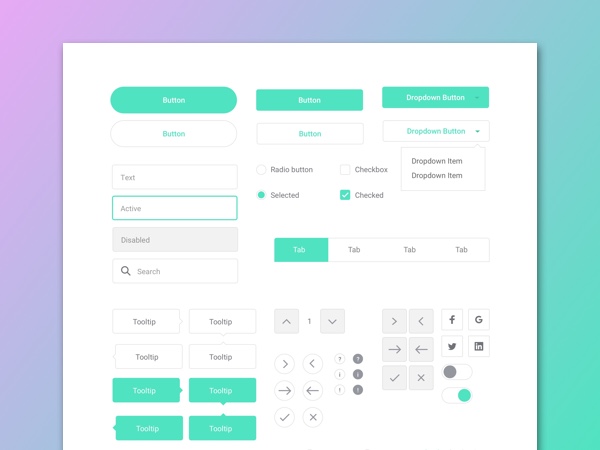 Button
Button
Dropdown Button
Button
Button
Dropdown Button
Dropdown Item
Dropdown Item
Text
Radio button
Checkbox
Active
Selected
Checked
Disabled
Tab
Tab
Tab
Tab
Search
Tooltip
Tooltip
1
Tooltip
Tooltip
Tooltip
Tooltip
Tooltip
Tooltip